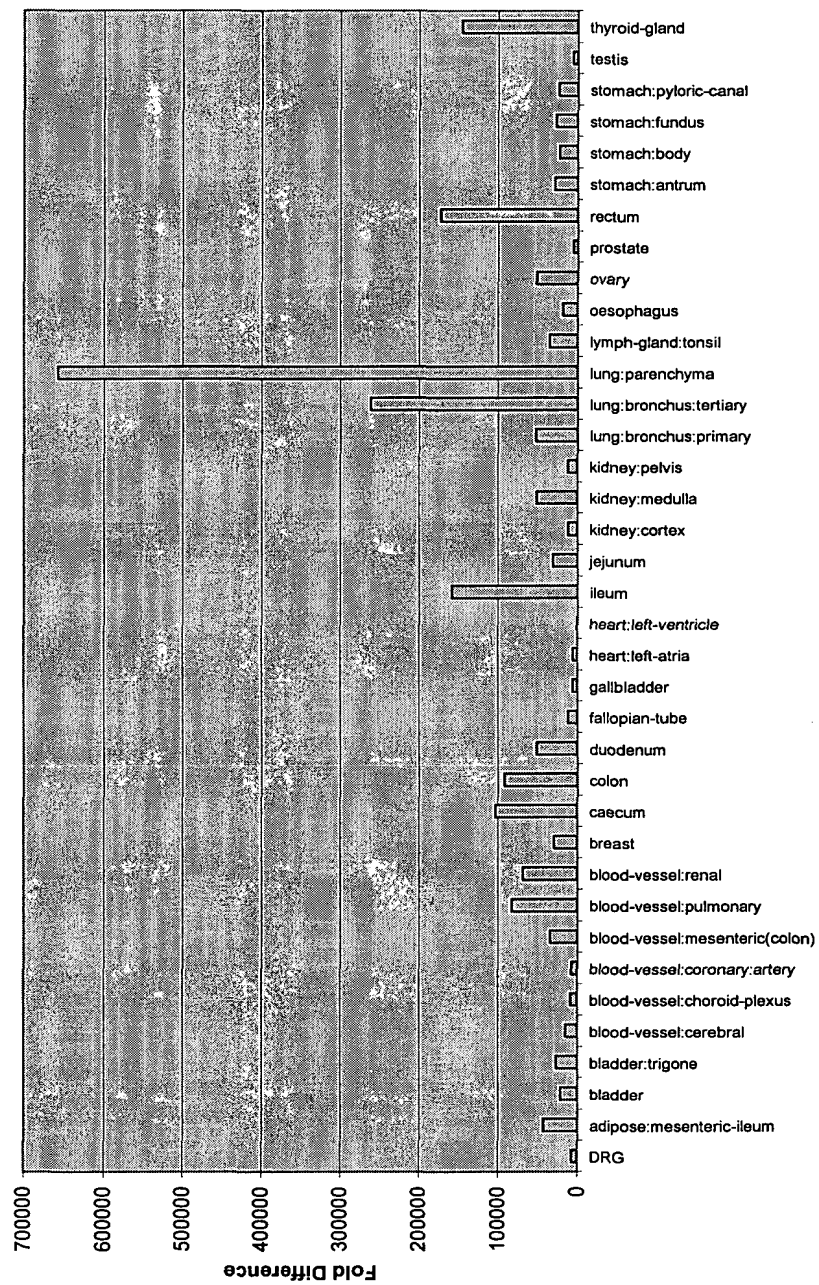 thyroid-gland
testis
stomach:pyloric-canal
stomach:fundus
stomach:body
stomach:antrum
rectum
prostate
ovary
oesophagus
lymph-gland:tonsil
lung:parenchyma
lung:bronchus:tertiary
lung:bronchus:primary
kidney:pelvis
kidney:medulla
kidney:cortex
jejunum
ileum
heart:left-ventricle
heart:left-atria
gallbladder
fallopian-tube
duodenum
colon
caecum
breast
blood-vessel:renal
blood-vessel:pulmonary
blood-vessel:mesenteric(colon)
blood-vessel:coronary:artery
blood-vessel:choroid-plexus
blood-vessel:cerebral
bladder:trigone
bladder
adipose:mesenteric-ileum
DRG
700000
600000
500000
400000
300000
200000
100000
0
Fold Difference